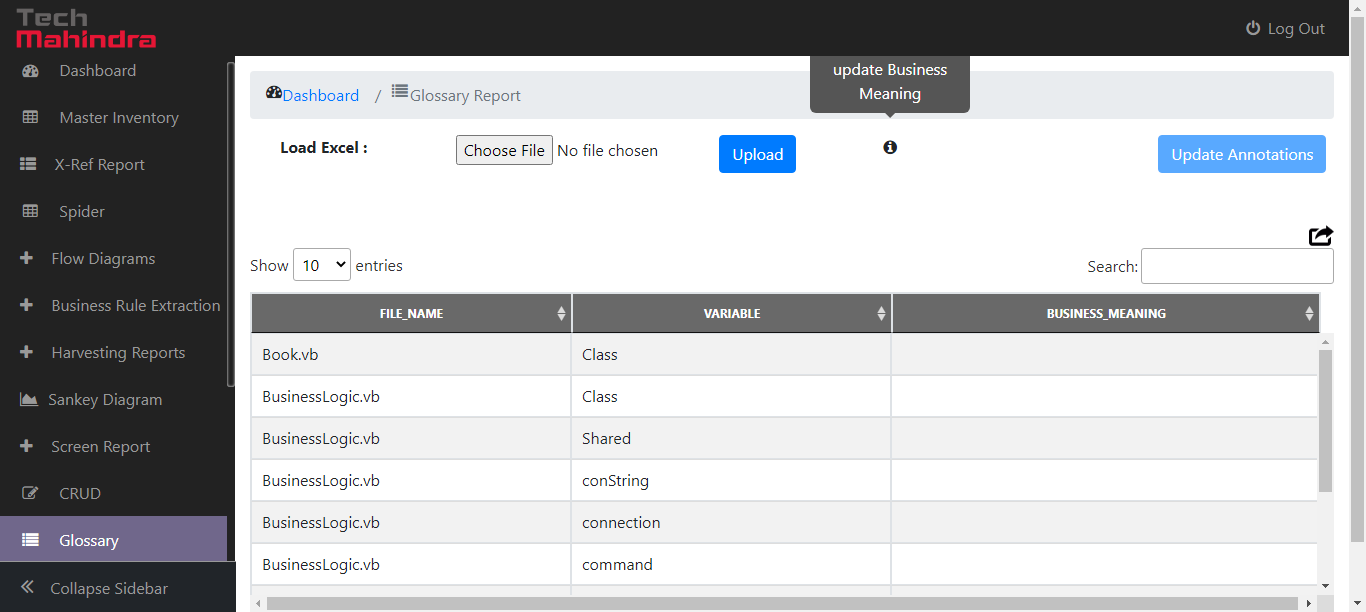 Tech
Mahindra
Log Out
Dashboard
Master Inventory
X-Ref Report
Spider
Flow Diagrams
Business Rule Extraction
Harvesting Reports
Sankey Diagram
Screen Report
CRUD
Glossary
Collapse Sidebar
update Business
Meaning
Dashboard / Glossary Report
Load Excel : Choose File No file chosen Upload Update Annotations
Show 10 entries Search:
FILE_NAME VARIABLE BUSINESS_MEANING
Book.vb Class
BusinessLogic.vb Class
BusinessLogic.vb Shared
BusinessLogic.vb conString
BusinessLogic.vb connection
BusinessLogic.vb command